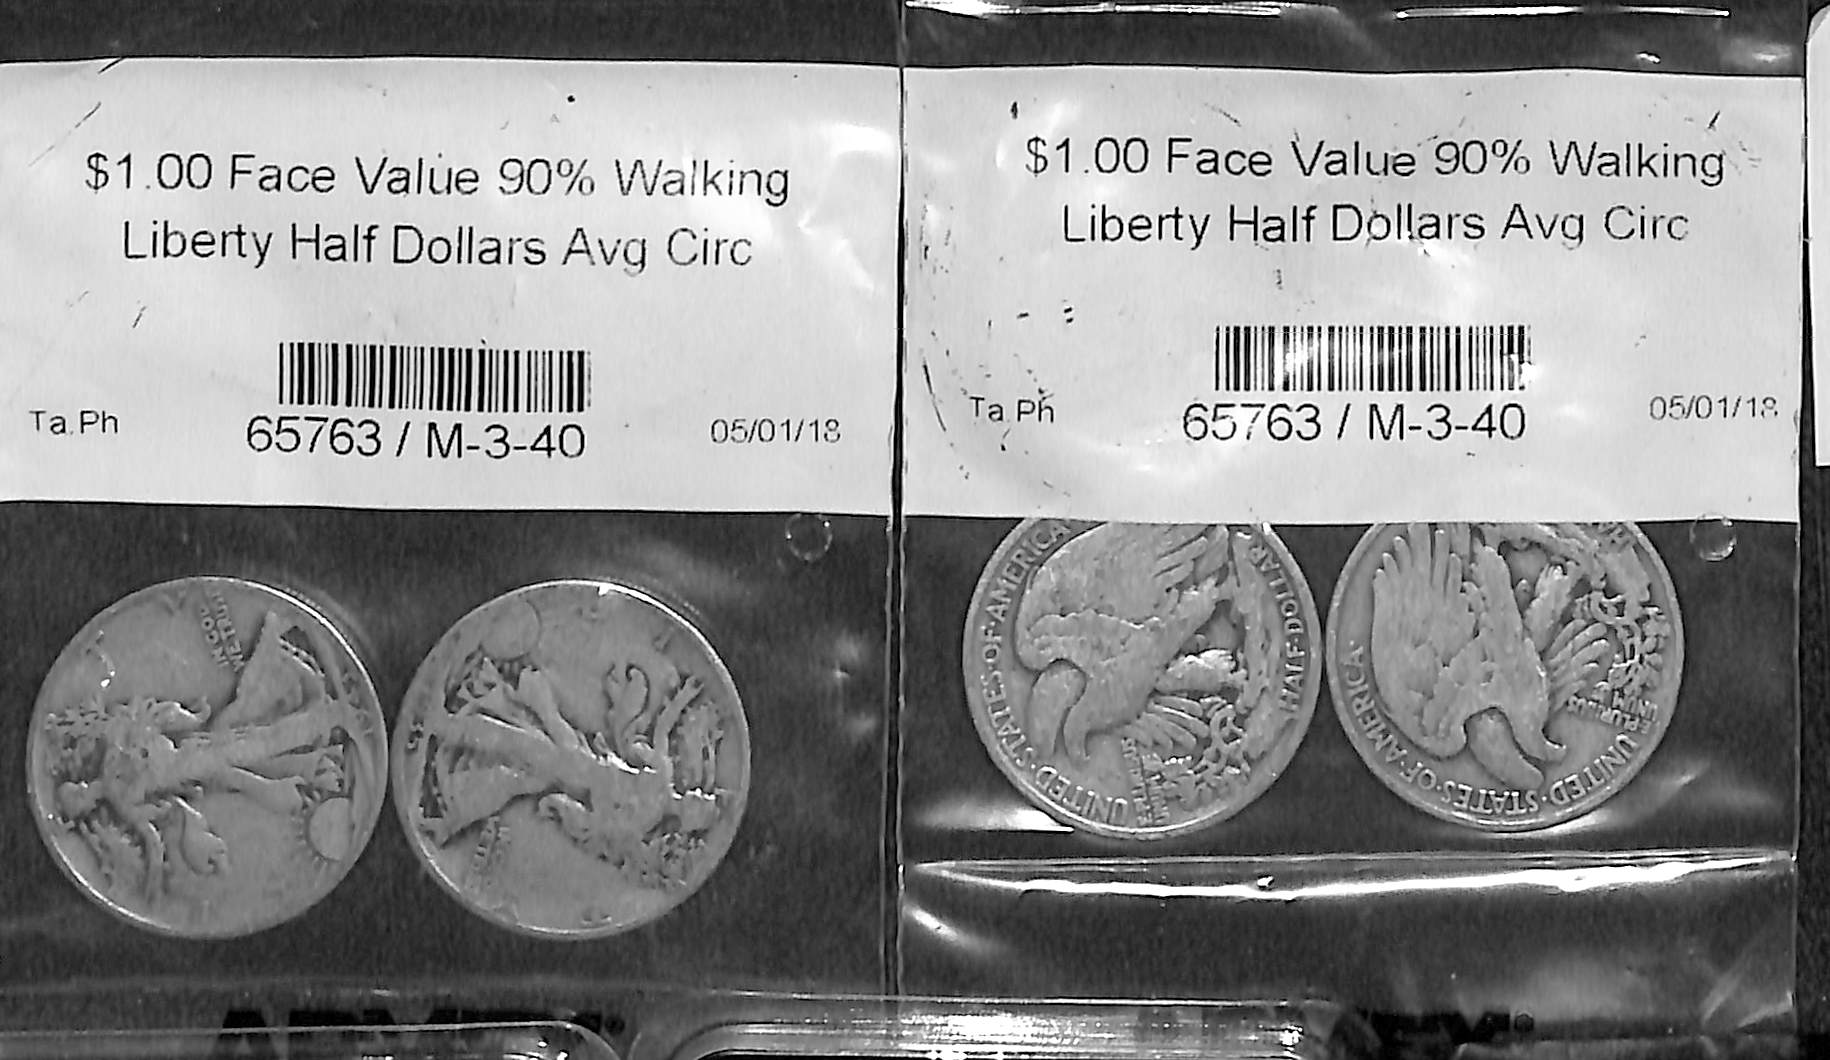 $1.00 Face Value 90% Walking
Liberty Half Dollars Avg Circ
Ta.Ph
65763 / M-3-40
05/01/18
$1.00 Face Value 90% Walking
Liberty Half Dollars Avg Circ
Ta.Ph
65763 / M-3-40
05/01/18
IN GOD
WE TRUST
UNITED·STATES·OF·AMERICA
HALF·DOLLAR
UNITED·STATES·OF·AMERICA·
PLURIBUS
UNUM